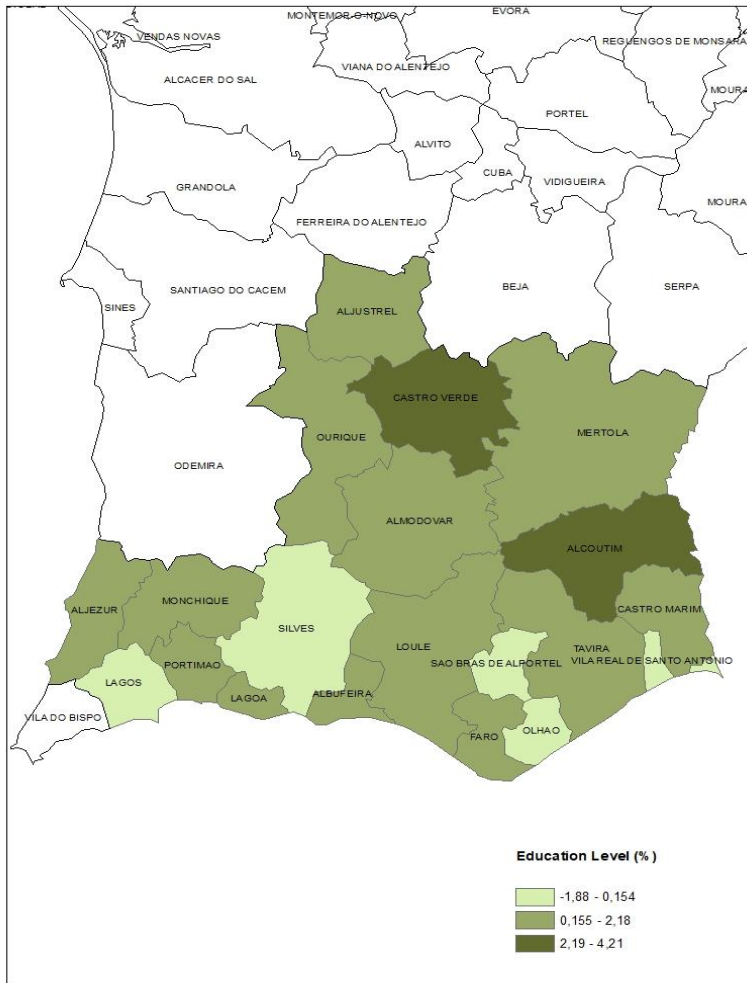 EVORA
MONTEMOR-O-NOVO
VENDAS NOVAS
REGUENGOS DE MONSARA
VIANA DO ALENTEJO
ALCACER DO SAL
MOURA
PORTEL
ALVITO
CUBA
VIDIGUEIRA
GRANDOLA
MOURA
FERREIRA DO ALENTEJO
SANTIAGO DO CACEM
BEJA
SERPA
SINES
ALJUSTREL
CASTRO VERDE
MERTOLA
OURIQUE
ODEMIRA
ALMODOVAR
ALCOUTIM
MONCHIQUE
ALJEZUR
CASTRO MARIM
SILVES
LOULE
TAVIRA
SAO BRAS DE ALPORTEL
VILA REAL DE SANTO ANTONIO
PORTIMAO
LAGOS
LAGOA
ALBUFEIRA
VILA DO BISPO
OLHAO
FARO
Education Level (%)
-1,88 - 0,154
0,155 - 2,18
2,19 - 4,21